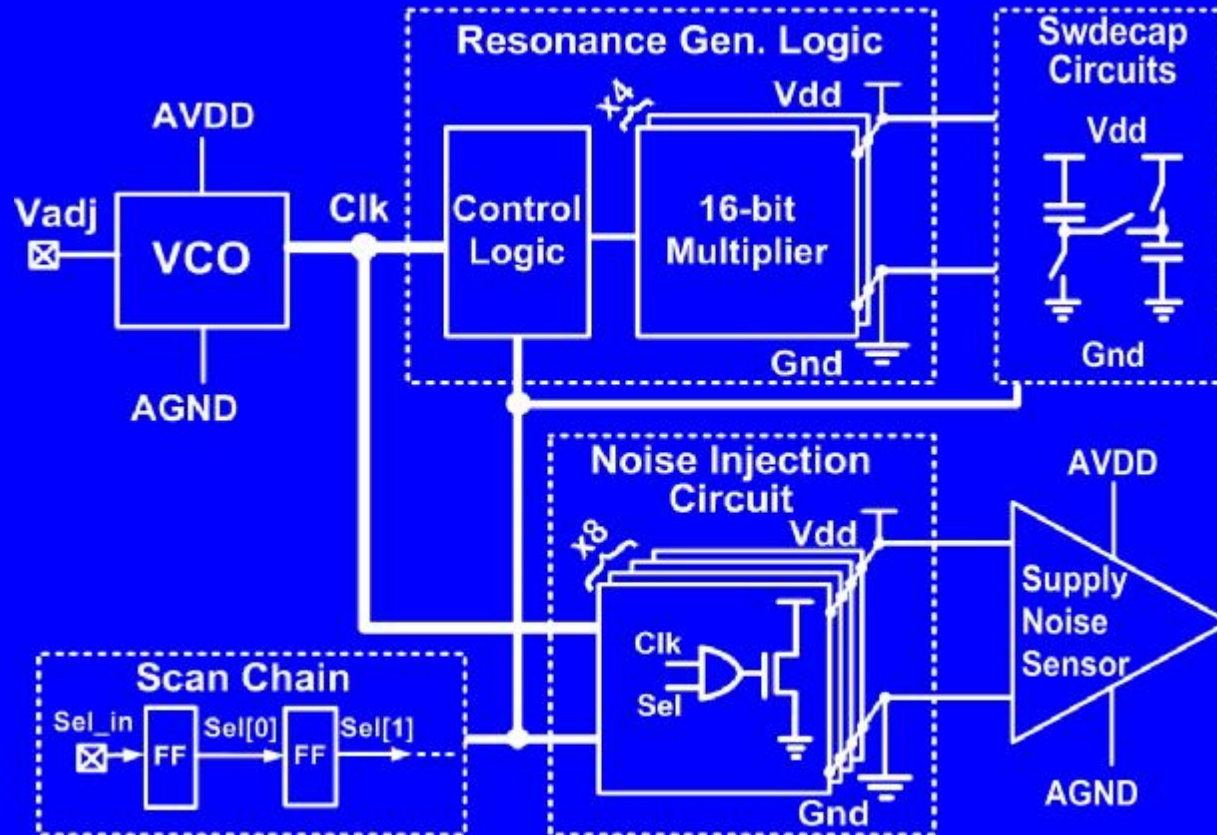 Resonance Gen. Logic
Swdecap
Circuits
x4
Vdd
AVDD
Vdd
Vadj
Clk
VCO
Control
Logic
16-bit
Multiplier
Gnd
Gnd
AGND
Noise Injection
Circuit
AVDD
x8
Vdd
Supply
Noise
Sensor
Clk
Sel
Scan Chain
Sel_in
FF
Sel[0]
FF
Sel[1]
Gnd
AGND